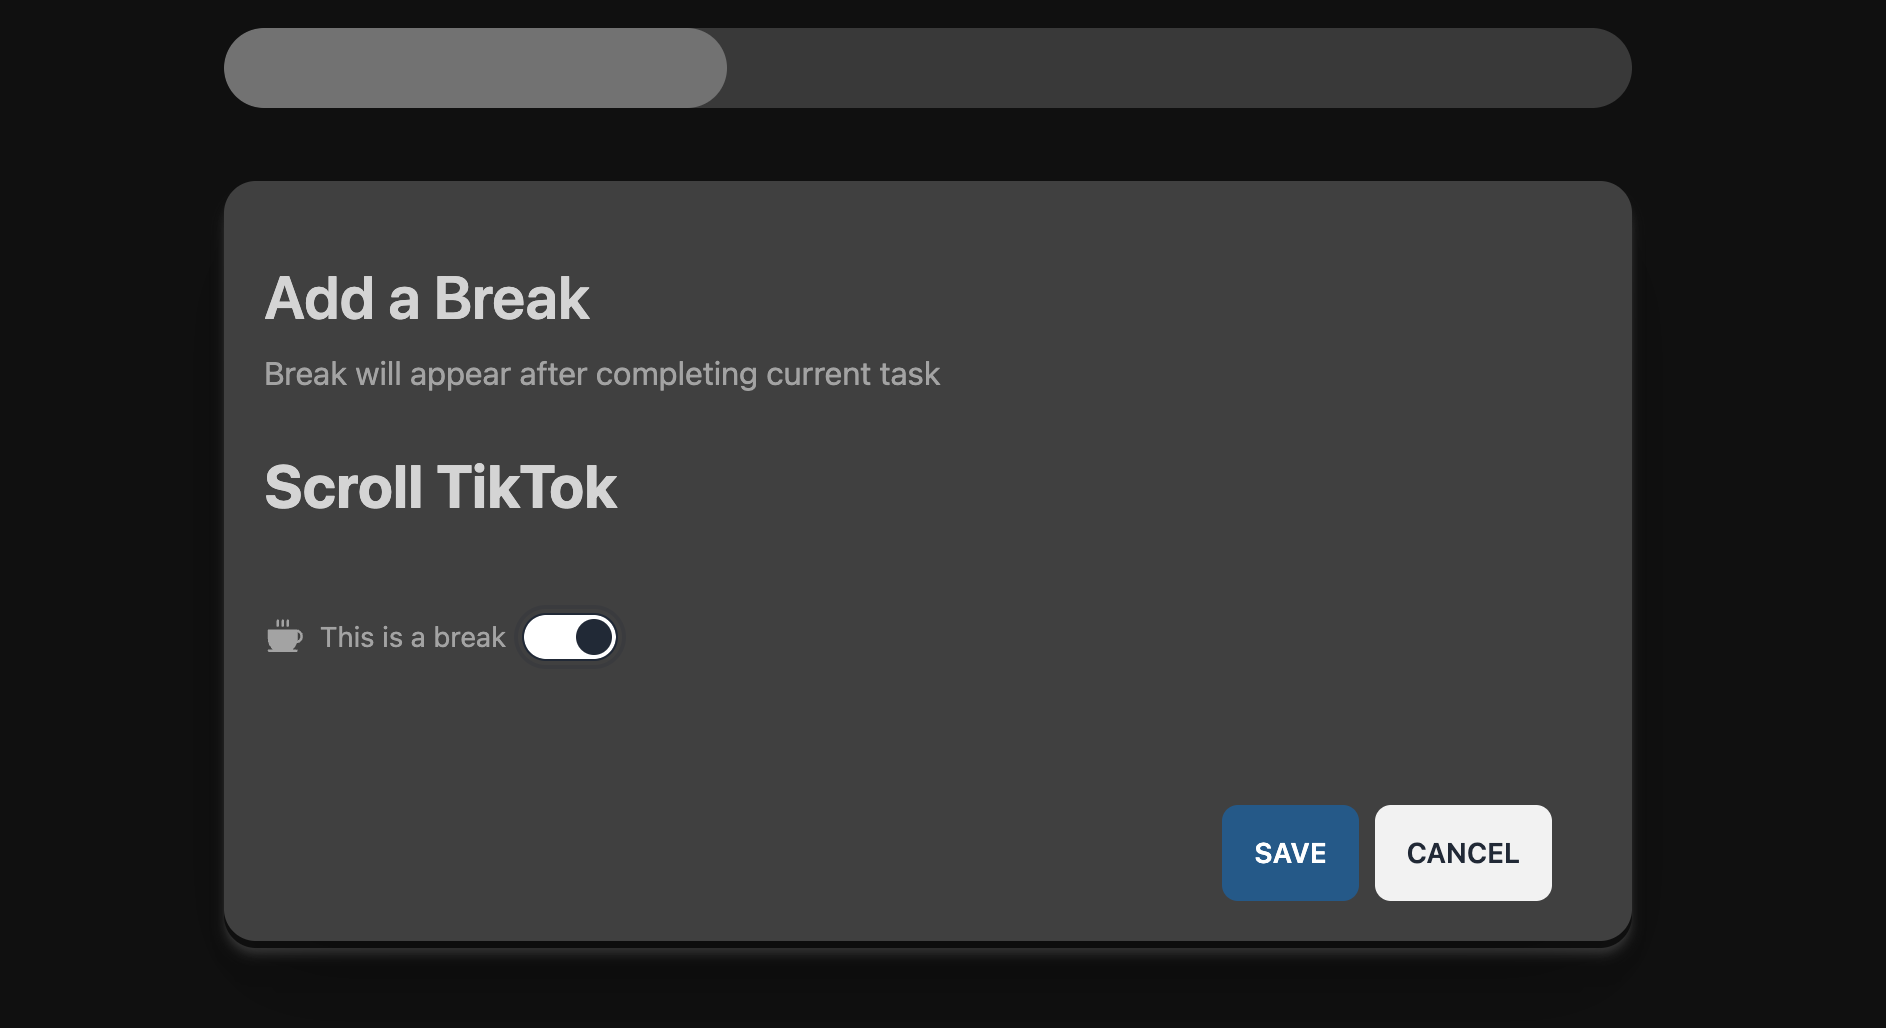 Add a Break
Break will appear after completing current task
Scroll TikTok
This is a break
SAVE
CANCEL